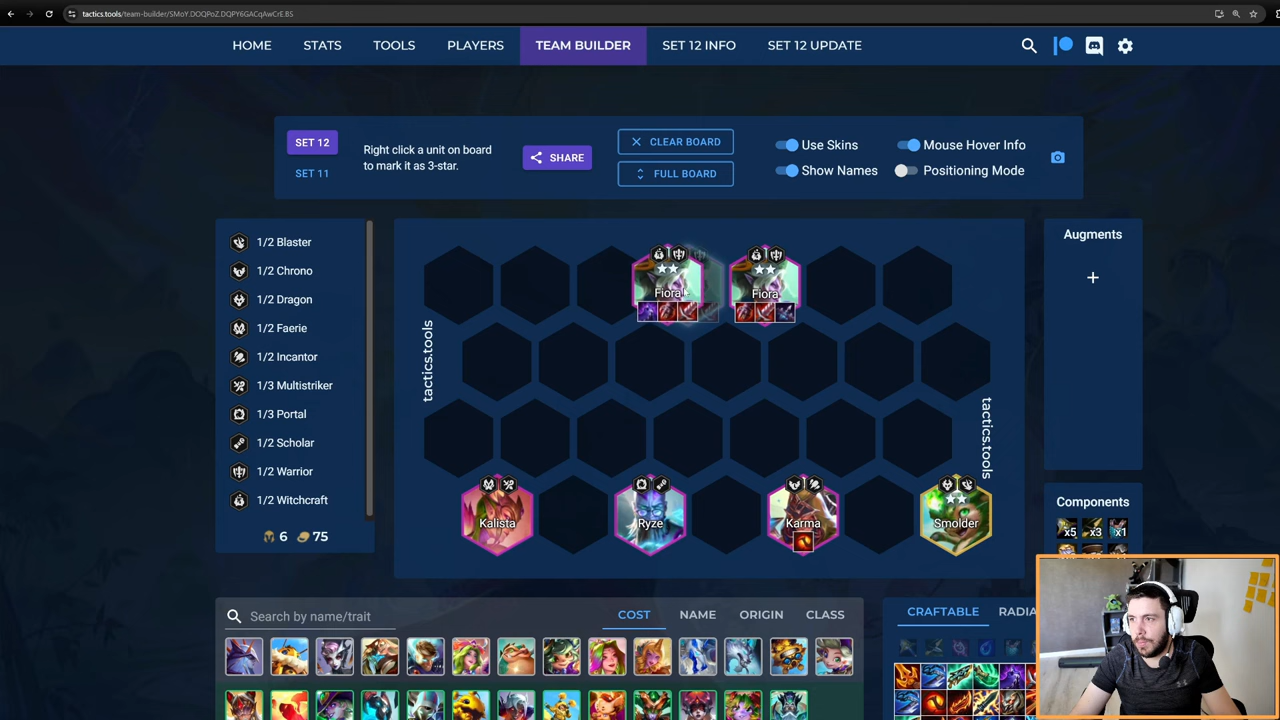 tactics.tools/team-builder/SMoY.DOQPoZ.DQPY6GACqAwCrE.BS
HOME STATS TOOLS PLAYERS TEAM BUILDER SET 12 INFO SET 12 UPDATE
SET 12
SET 11
Right click a unit on board
to mark it as 3-star.
SHARE
CLEAR BOARD
FULL BOARD
Use Skins
Mouse Hover Info
Show Names
Positioning Mode
1/2 Blaster
1/2 Chrono
1/2 Dragon
1/2 Faerie
1/2 Incantor
1/3 Multistriker
1/3 Portal
1/2 Scholar
1/2 Warrior
1/2 Witchcraft
6 75
Fiora
Fiora
tactics.tools
tactics.tools
Kalista
Ryze
Karma
Smolder
Augments
+
Components
x5 x3 x1
Search by name/trait
COST NAME ORIGIN CLASS
CRAFTABLE